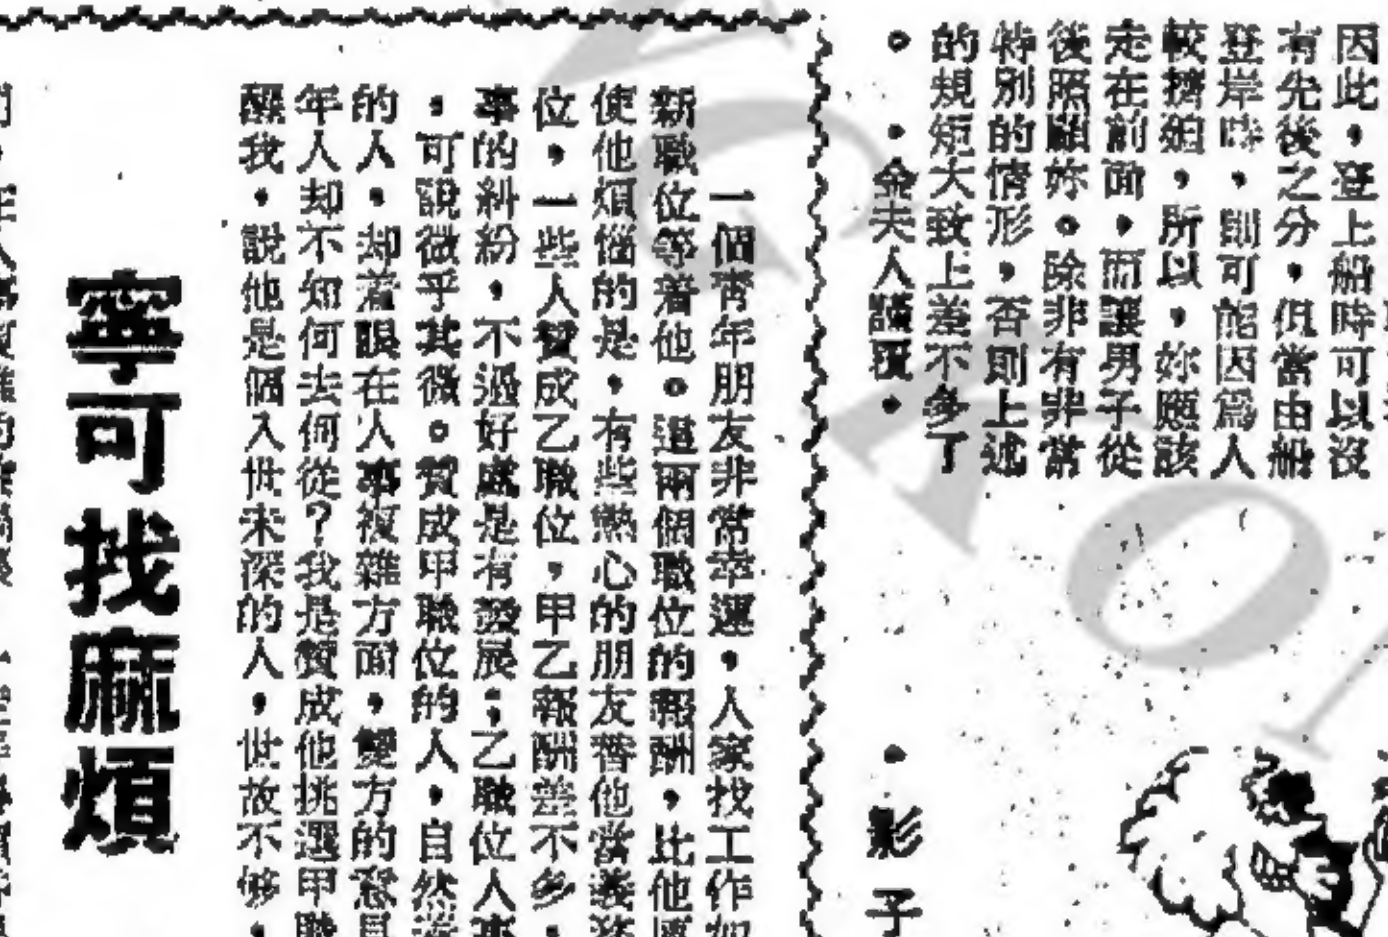 因此，登上船時可以沒
有先後之分，但當由船
登岸時，則可能因爲人
較擠迫，所以，妳應該
走在前面，而讓男子從
後照顧妳。除非有非常
特別的情形，否則上述
的規矩大致上差不多了
。
·金夫人護覆·
·影子
一個青年朋友非常幸運，人家找工作如
新職位等着他。這兩個職位的報酬，比他
使他煩惱的是，有些熱心的朋友替他當義務
位，一些人贊成乙職位，甲乙報酬差不多，
事的糾紛，不過好處是有發展；乙職位人事
，可說微乎其微。贊成甲職位的人，自然着
的人，却着眼在人事複雜方面，雙方的意見
年人却不知何去何從？我是贊成他挑選甲職
醒我，說他是個入世未深的人，世故不够，
寧可找麻煩